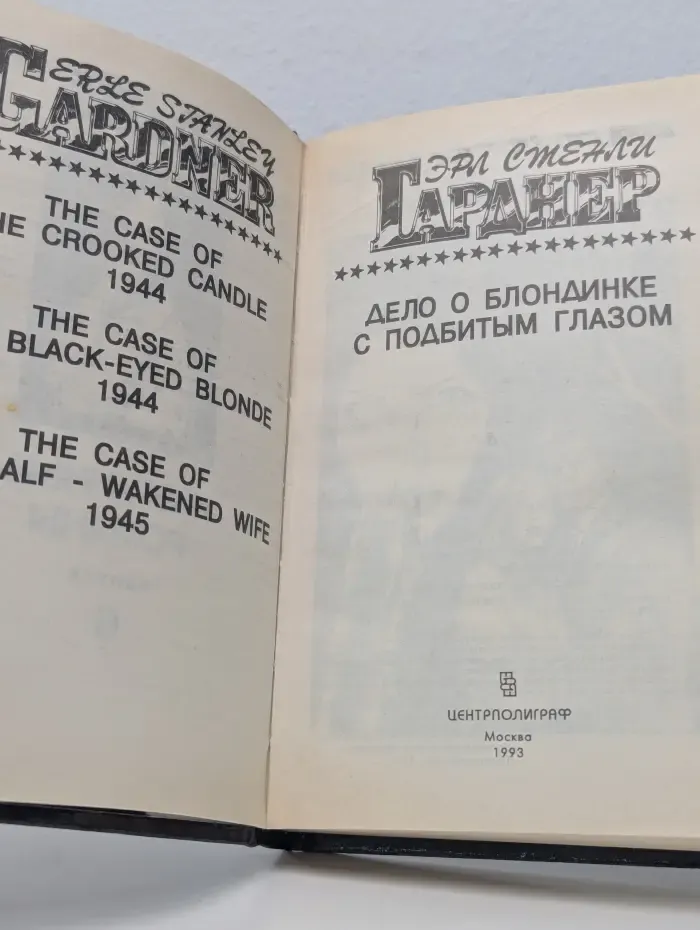 ERLE STANLEY
GARDNER
THE CASE OF
CROOKED CANDLE
1944
THE CASE OF
BLACK-EYED BLONDE
1944
THE CASE OF
- WAKENED WIFE
1945
ЭРЛ СТЕНЛИ
ГАРДНЕР
ДЕЛО О БЛОНДИНКЕ
С ПОДБИТЫМ ГЛАЗОМ
ЦЕНТРПОЛИГРАФ
Москва
1993